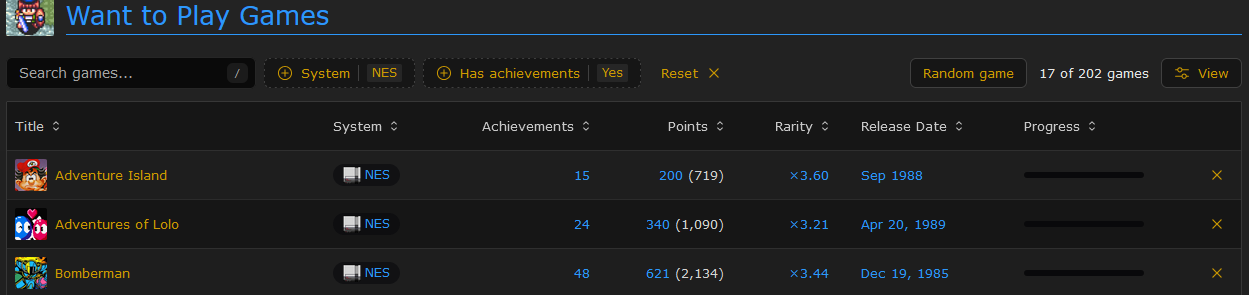 Want to Play Games
Search games... / System NES Has achievements Yes Reset Random game 17 of 202 games View
Title System Achievements Points Rarity Release Date Progress
Adventure Island NES 15 200 (719) ×3.60 Sep 1988
Adventures of Lolo NES 24 340 (1,090) ×3.21 Apr 20, 1989
Bomberman NES 48 621 (2,134) ×3.44 Dec 19, 1985